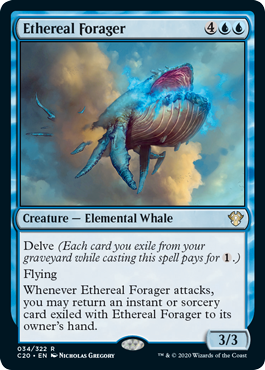 Ethereal Forager 4
Creature — Elemental Whale
Delve (Each card you exile from your
graveyard while casting this spell pays for 1.)
Flying
Whenever Ethereal Forager attacks,
you may return an instant or sorcery
card exiled with Ethereal Forager to its
owner's hand.
3/3
034/322 R
C20 • EN Nicholas Gregory
™ & © 2020 Wizards of the Coast